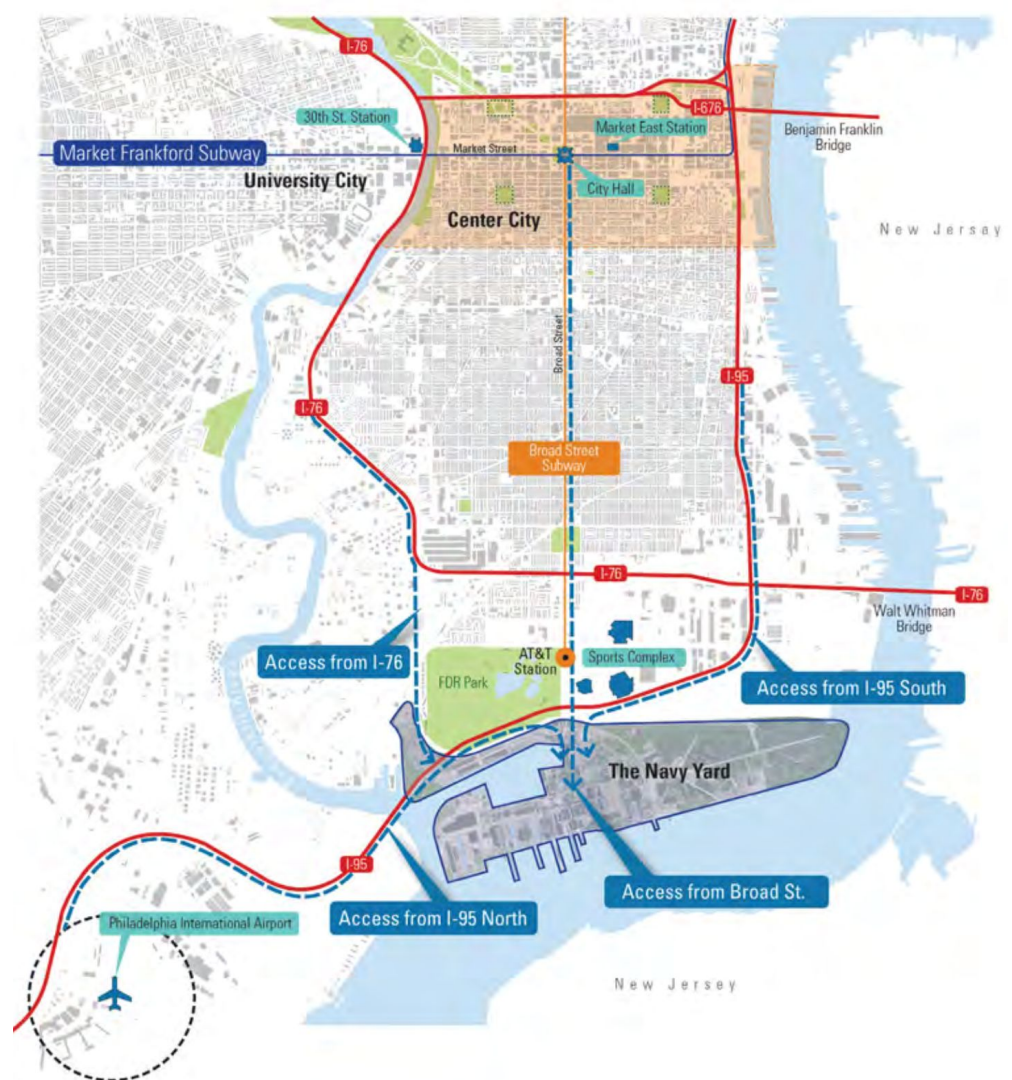 I-76
I-676
30th St. Station
Market East Station
Benjamin Franklin
Bridge
Market Frankford Subway
Market Street
University City
City Hall
Center City
New Jersey
Broad Street
I-95
I-76
Broad Street
Subway
I-76
I-76
Walt Whitman
Bridge
Access from I-76
AT&T
Station
Sports Complex
FDR Park
Access from I-95 South
The Navy Yard
I-95
Access from Broad St.
Access from I-95 North
Philadelphia International Airport
New Jersey